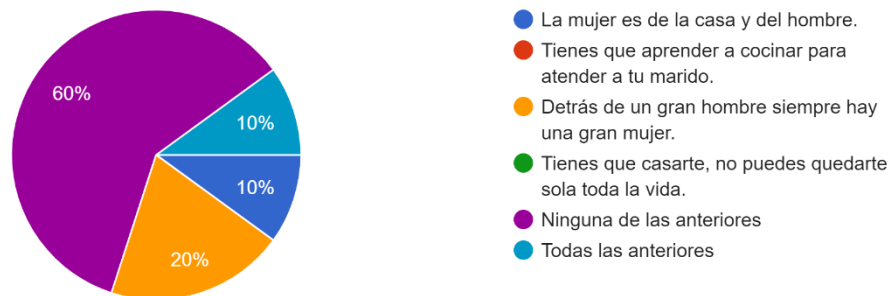 60%
10%
10%
20%
La mujer es de la casa y del hombre.
Tienes que aprender a cocinar para
atender a tu marido.
Detrás de un gran hombre siempre hay
una gran mujer.
Tienes que casarte, no puedes quedarte
sola toda la vida.
Ninguna de las anteriores
Todas las anteriores